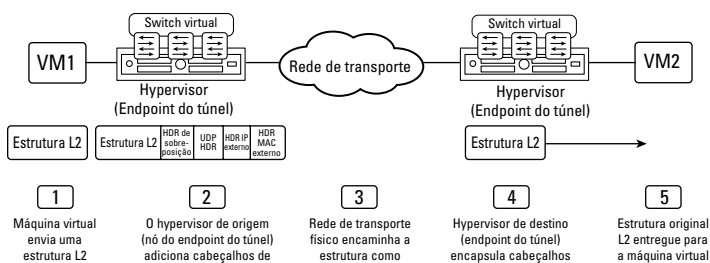 Switch virtual
Switch virtual
VM1
Rede de transporte
VM2
Hypervisor
(Endpoint do túnel)
Hypervisor
(Endpoint do túnel)
Estrutura L2
Estrutura L2
HDR de
sobre-
posição
UDP
HDR
HDR IP
externo
HDR
MAC
externo
Estrutura L2
1
Máquina virtual
envia uma
estrutura L2
2
O hypervisor de origem
(nó do endpoint do túnel)
adiciona cabeçalhos de
3
Rede de transporte
físico encaminha a
estrutura como
4
Hypervisor de destino
(endpoint do túnel)
encapsula cabeçalhos
5
Estrutura original
L2 entregue para
a máquina virtual